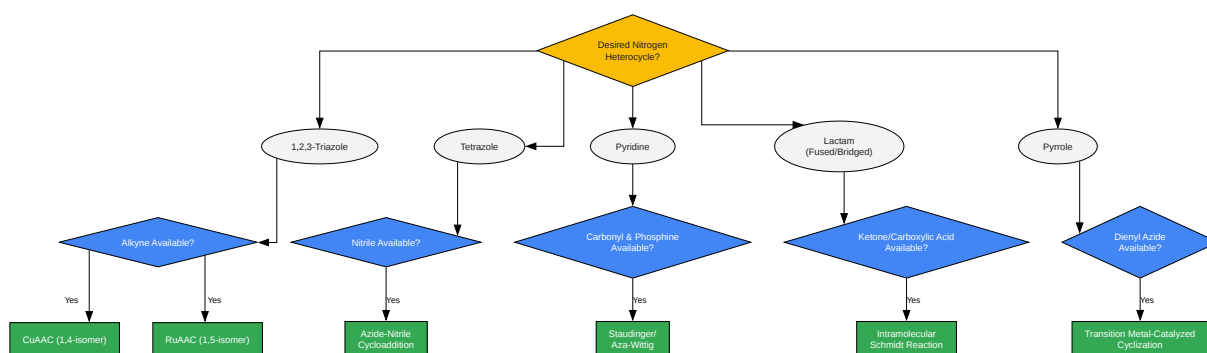 Desired Nitrogen
Heterocycle?
1,2,3-Triazole
Tetrazole
Pyridine
Lactam
(Fused/Bridged)
Pyrrole
Alkyne Available?
Nitrile Available?
Carbonyl & Phosphine
Available?
Ketone/Carboxylic Acid
Available?
Dienyl Azide
Available?
Yes
Yes
Yes
Yes
Yes
Yes
CuAAC (1,4-isomer)
RuAAC (1,5-isomer)
Azide-Nitrile
Cycloaddition
Staudinger/
Aza-Wittig
Intramolecular
Schmidt Reaction
Transition Metal-Catalyzed
Cyclization